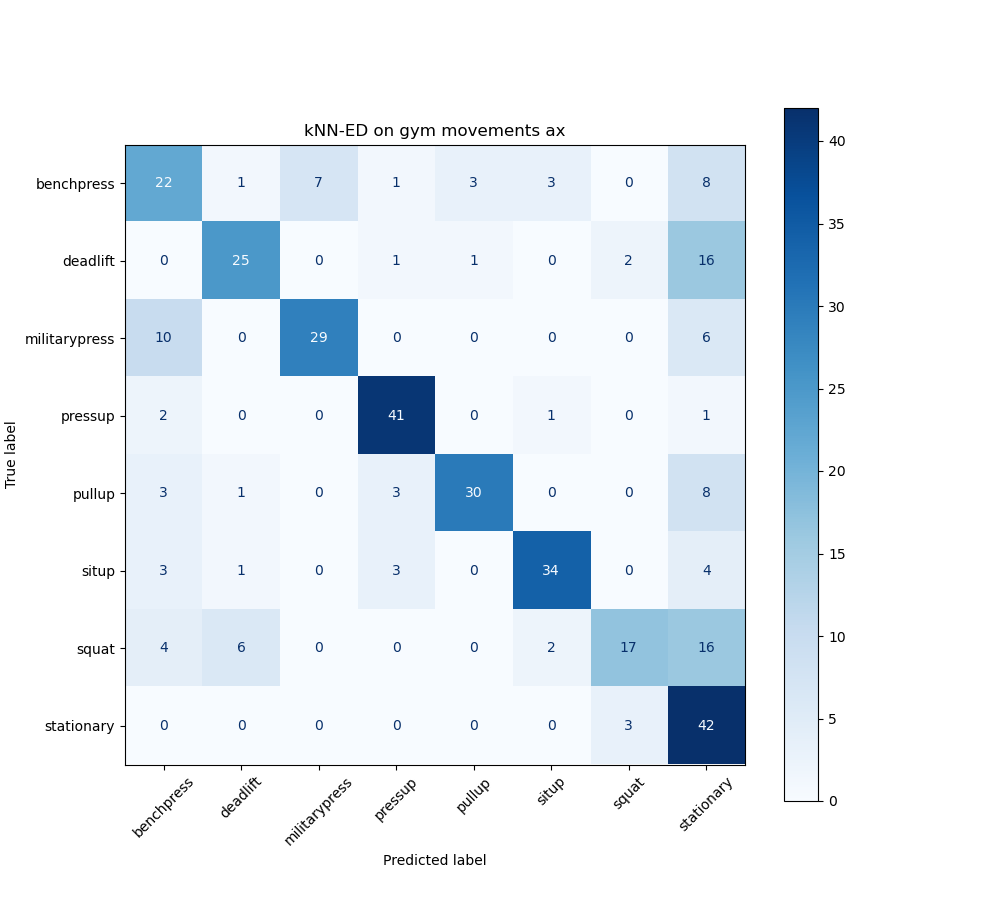 kNN-ED on gym movements ax
True label
benchpress 22 1 7 1 3 3 0 8
deadlift 0 25 0 1 1 0 2 16
militarypress 10 0 29 0 0 0 0 6
pressup 2 0 0 41 0 1 0 1
pullup 3 1 0 3 30 0 0 8
situp 3 1 0 3 0 34 0 4
squat 4 6 0 0 0 2 17 16
stationary 0 0 0 0 0 0 3 42
benchpress deadlift militarypress pressup pullup situp squat stationary
Predicted label
40
35
30
25
20
15
10
5
0